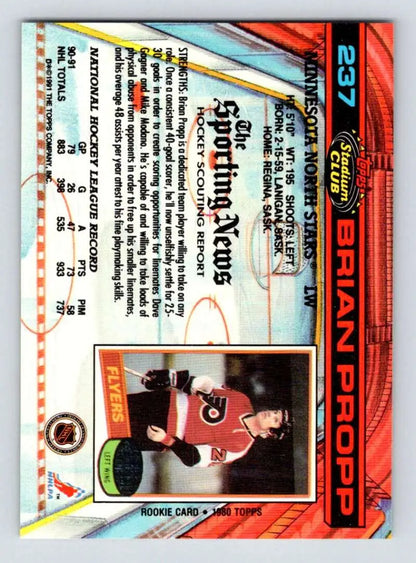 237
Topps
Stadium
CLUB
BRIAN PROPP
MINNESOTA NORTH STARS® LW
HT: 5'10" WT: 195 SHOOTS: LEFT
BORN: 2-15-59, LANIGAN, SASK.
HOME: REGINA, SASK.
The
Sporting News
HOCKEY SCOUTING REPORT
STRENGTHS: Brian Propp is a dedicated team player willing to take on any
role. Once a consistent 40-goal scorer, he'll now unselfishly 'settle' for 25-
30 goals in order to create scoring opportunities for linemates Dave
Gagner and Mike Modano. He's capable of and willing to take loads of
physical abuse from opponents in order to free up his smaller linemates,
and his average 48 assists per year attest to his fine playmaking skills.
NATIONAL HOCKEY LEAGUE RECORD
GP G A PTS PIM
90-91 79 26 47 73 58
NHL TOTALS 883 398 535 933 737
©1991 THE TOPPS COMPANY, INC.
FLYERS
LEFT WING
ROOKIE CARD • 1980 TOPPS
NHL
NHLPA
TM